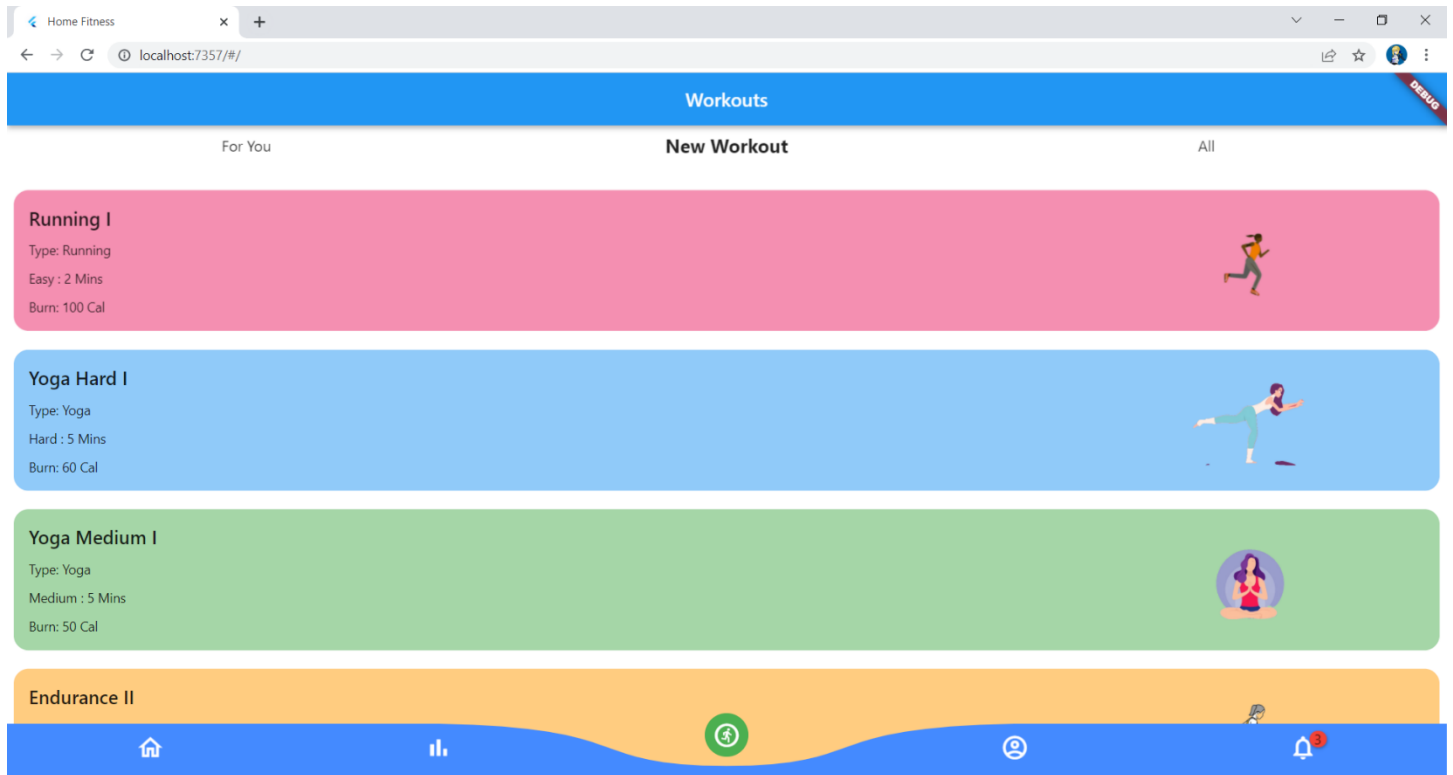 Home Fitness
localhost:7357/#/
Workouts
DEBUG
For You
New Workout
All
Running I
Type: Running
Easy : 2 Mins
Burn: 100 Cal
Yoga Hard I
Type: Yoga
Hard : 5 Mins
Burn: 60 Cal
Yoga Medium I
Type: Yoga
Medium : 5 Mins
Burn: 50 Cal
Endurance II
3